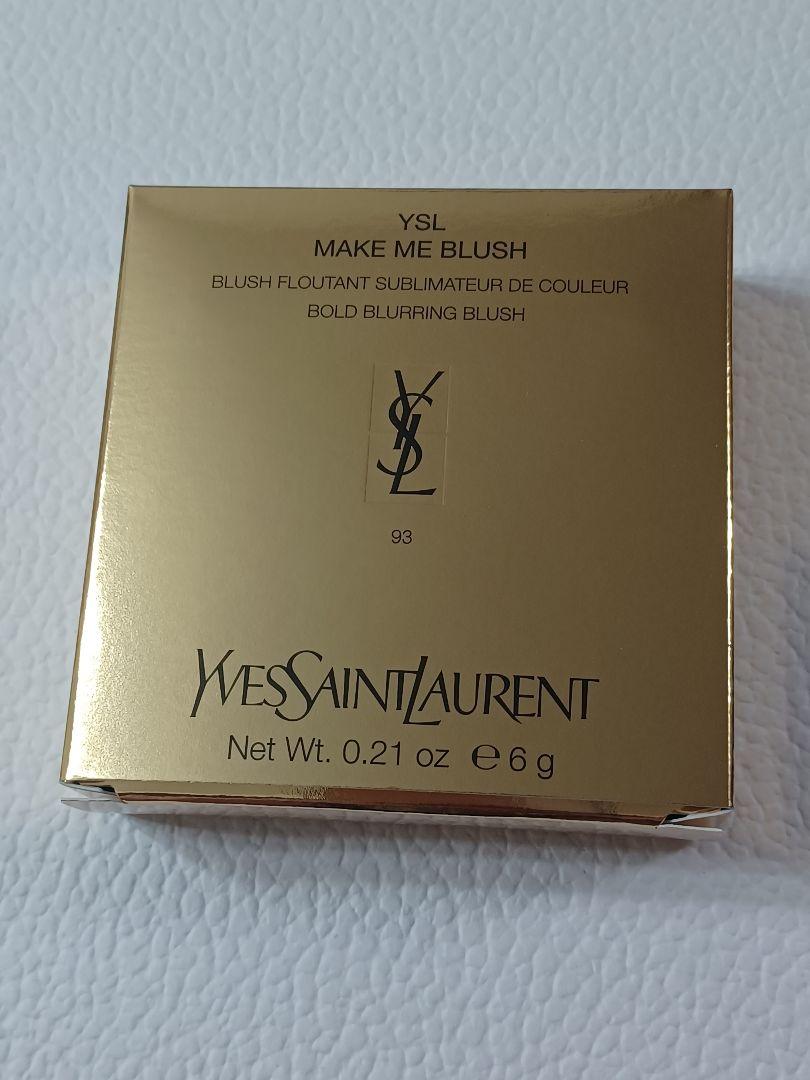 YSL
MAKE ME BLUSH
BLUSH FLOUTANT SUBLIMATEUR DE COULEUR
BOLD BLURRING BLUSH
YSL
93
YVESSAINTLAURENT
Net Wt. 0.21 oz ℮ 6 g